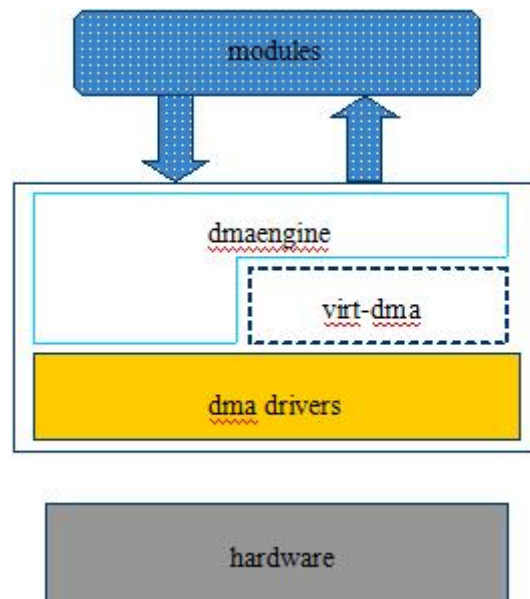 modules
dmaengine
virt-dma
dma drivers
hardware